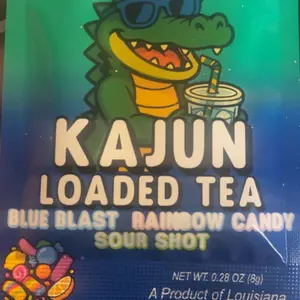 KAJUN
LOADED TEA
BLUE BLAST RAINBOW CANDY
SOUR SHOT
NET WT. 0.28 OZ (8g)
A Product of Louisiana